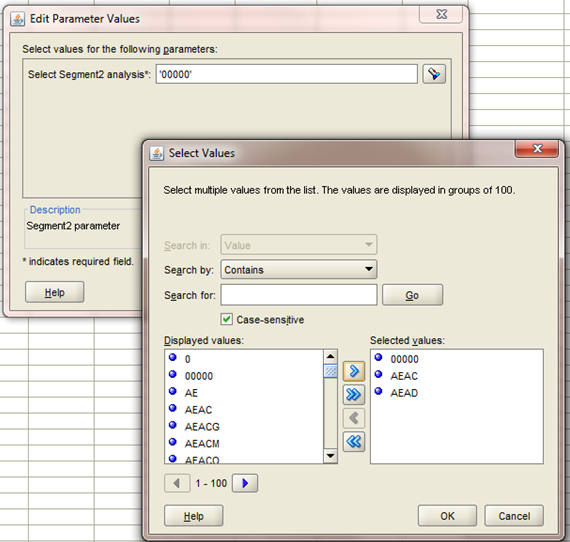 Edit Parameter Values
Select values for the following parameters:
Select Segment2 analysis*: '00000'
Description
Segment2 parameter
* indicates required field.
Help
Select Values
Select multiple values from the list. The values are displayed in groups of 100.
Search in: Value
Search by: Contains
Search for: Go
Case-sensitive
Displayed values: Selected values:
0 00000
00000 AEAC
AE AEAD
AEAC
AEACG
AEACM
AEACO
1 - 100
Help OK Cancel